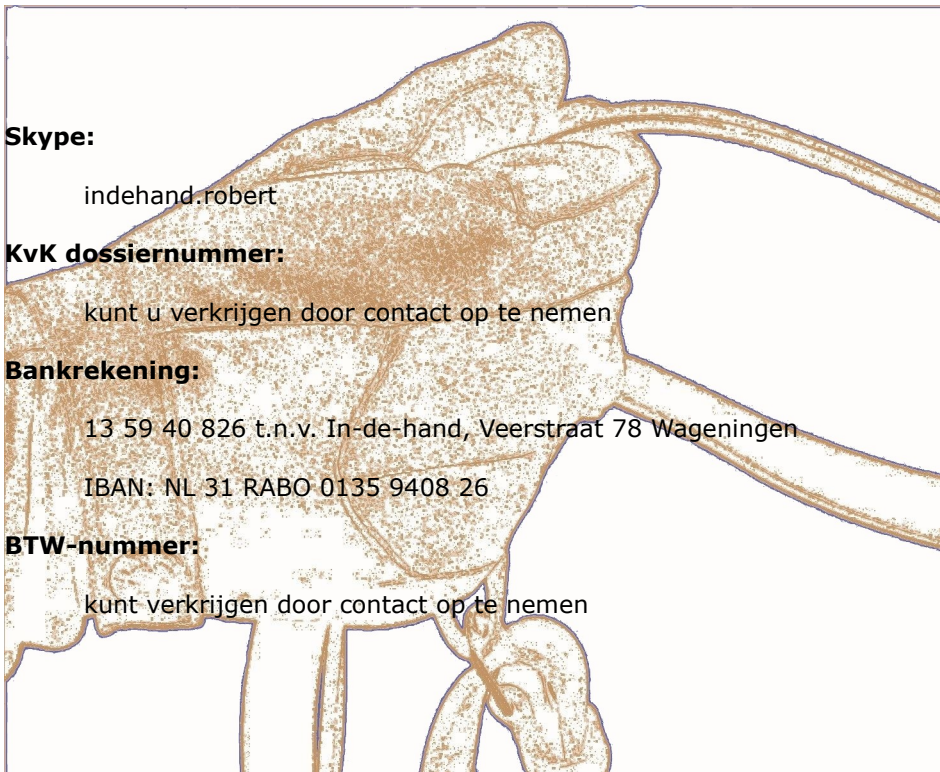 Skype:
indehand.robert
KvK dossiernummer:
kunt u verkrijgen door contact op te nemen
Bankrekening:
13 59 40 826 t.n.v. In-de-hand, Veerstraat 78 Wageningen
IBAN: NL 31 RABO 0135 9408 26
BTW-nummer:
kunt verkrijgen door contact op te nemen